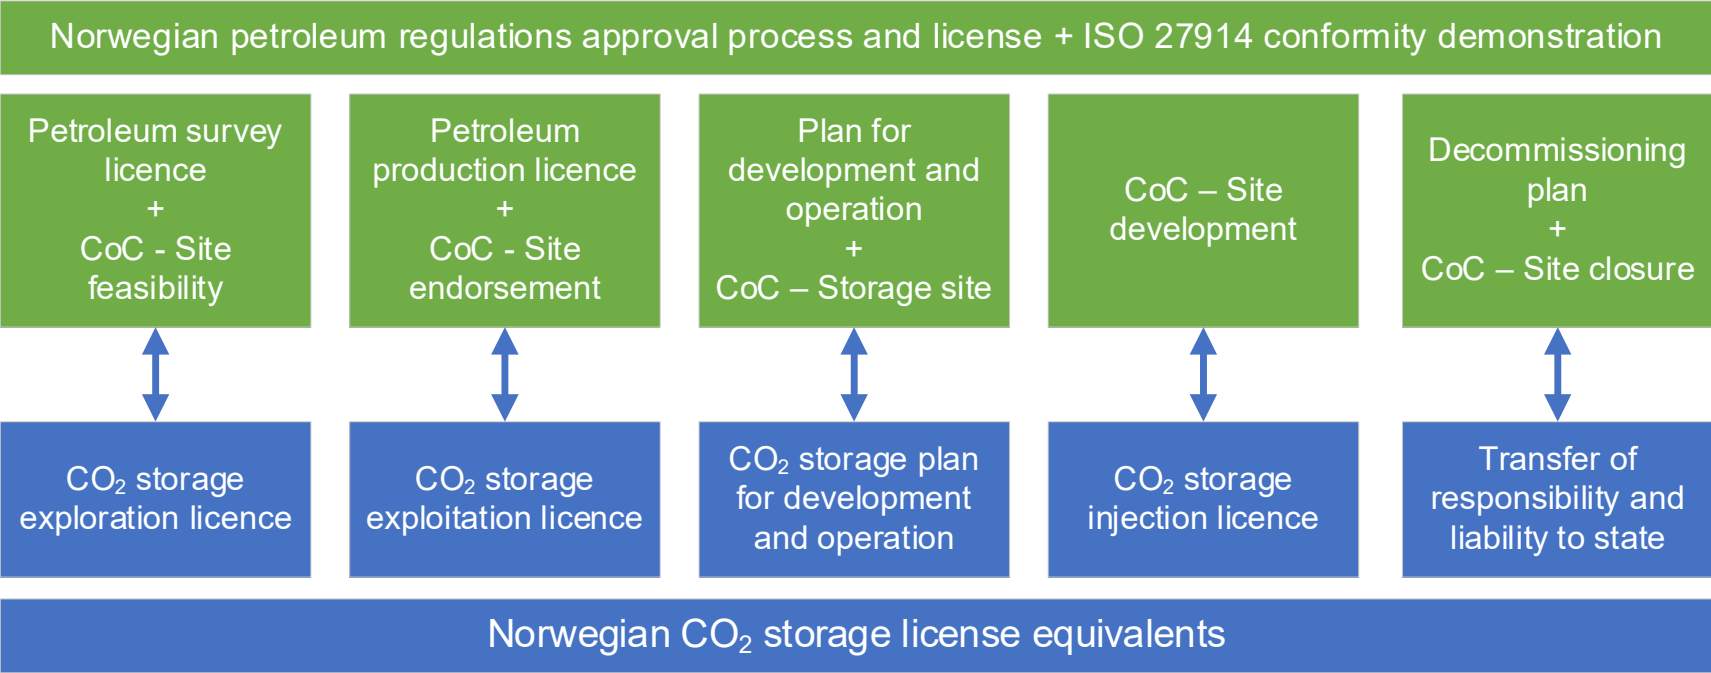 Norwegian petroleum regulations approval process and license + ISO 27914 conformity demonstration
Petroleum survey
licence
+
CoC - Site
feasibility
Petroleum
production licence
+
CoC - Site
endorsement
Plan for
development and
operation
+
CoC – Storage site
CoC – Site
development
Decommissioning
plan
+
CoC – Site closure
CO₂ storage
exploration licence
CO₂ storage
exploitation licence
CO₂ storage plan
for development
and operation
CO₂ storage
injection licence
Transfer of
responsibility and
liability to state
Norwegian CO₂ storage license equivalents